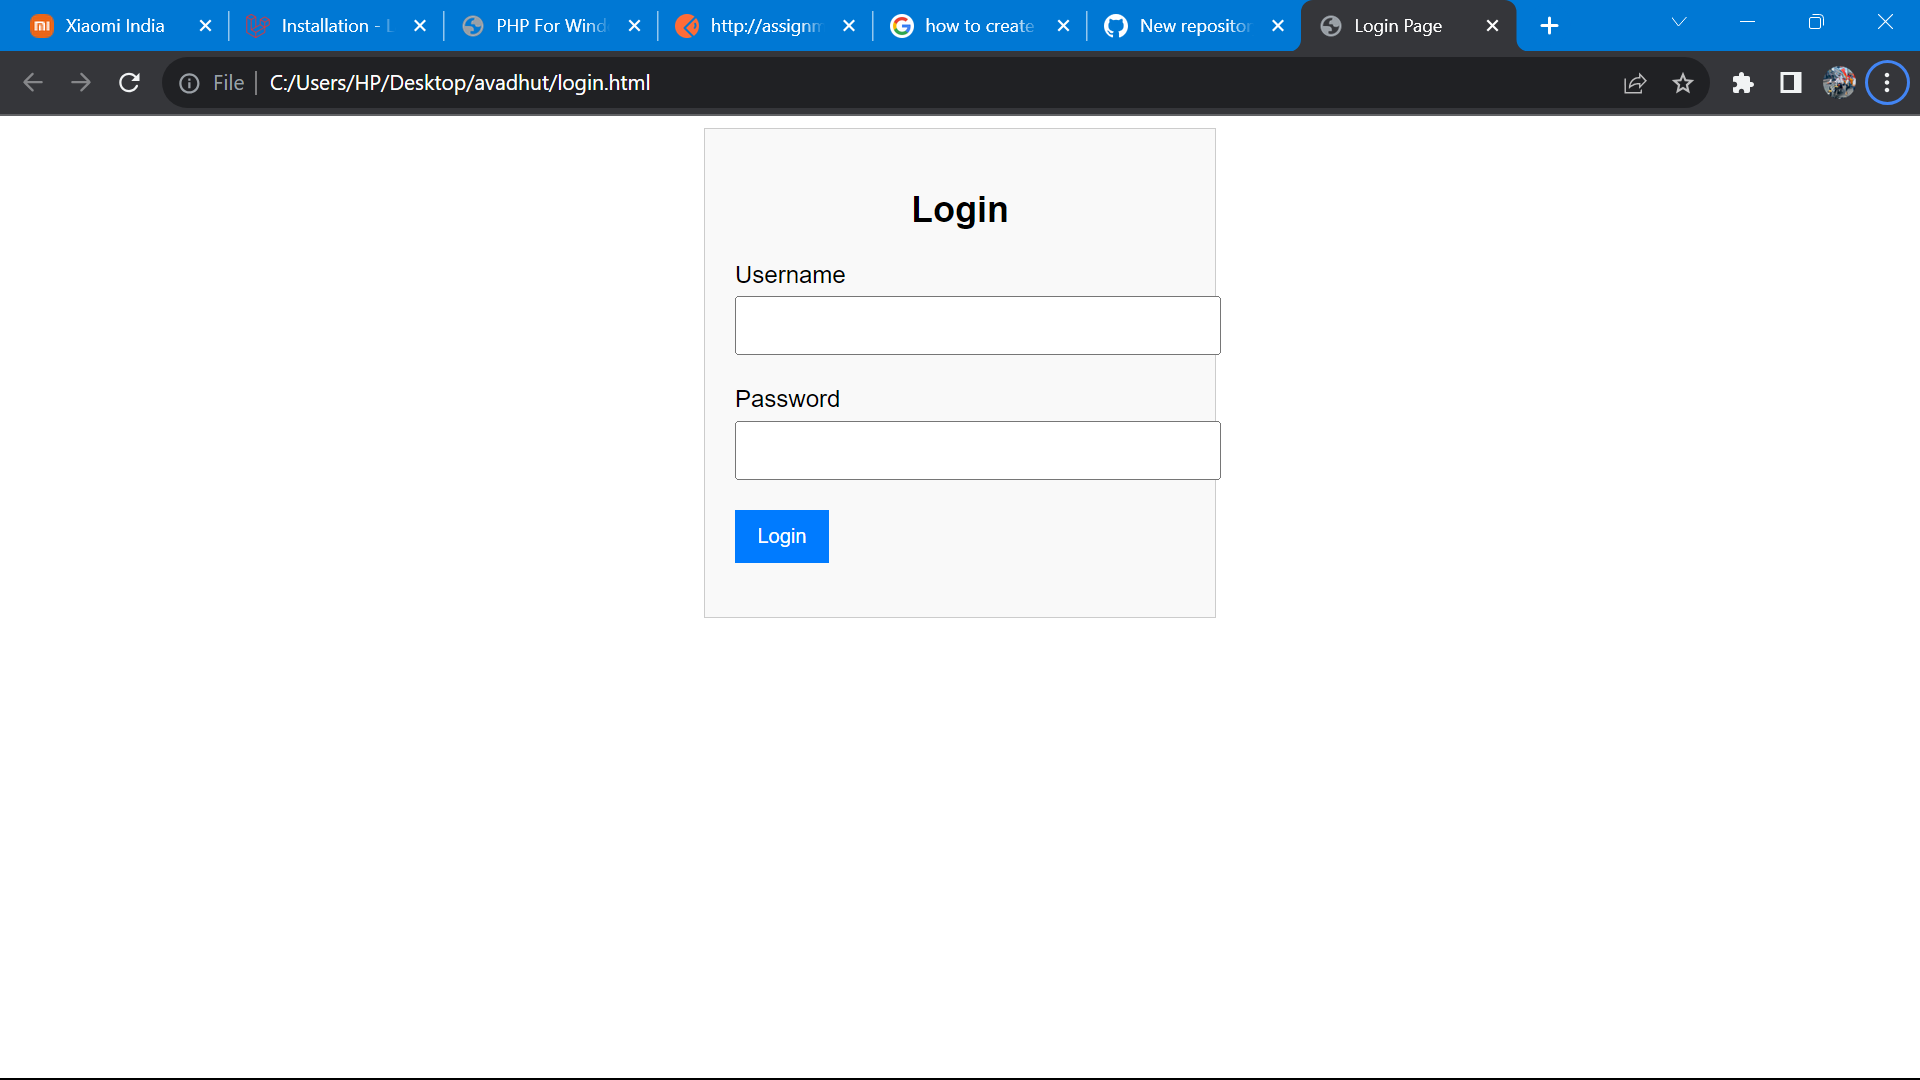 Xiaomi India
Installation - L
PHP For Wind
http://assignm
how to create
New repositor
Login Page
File
C:/Users/HP/Desktop/avadhut/login.html
Login
Username
Password
Login